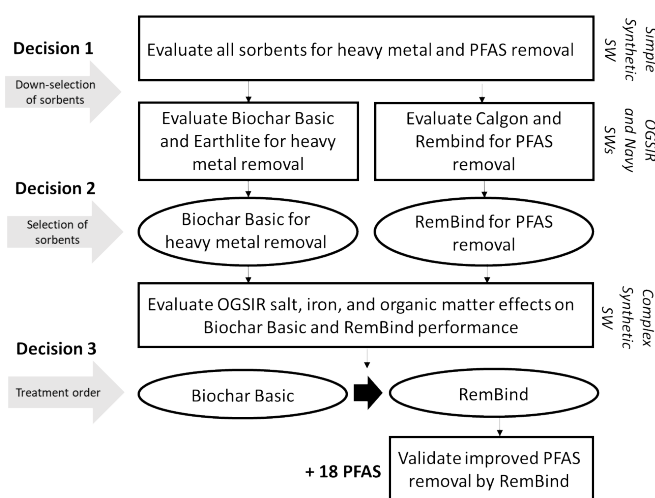 Decision 1
Down-selection
of sorbents
Evaluate all sorbents for heavy metal and PFAS removal
Simple
Synthetic
SW
Evaluate Biochar Basic
and Earthlite for heavy
metal removal
Evaluate Calgon and
Rembind for PFAS
removal
OGSIR
and Navy
SWs
Decision 2
Selection of
sorbents
Biochar Basic for
heavy metal removal
RemBind for PFAS
removal
Evaluate OGSIR salt, iron, and organic matter effects on
Biochar Basic and RemBind performance
Complex
Synthetic
SW
Decision 3
Treatment order
Biochar Basic
RemBind
+ 18 PFAS
Validate improved PFAS
removal by RemBind